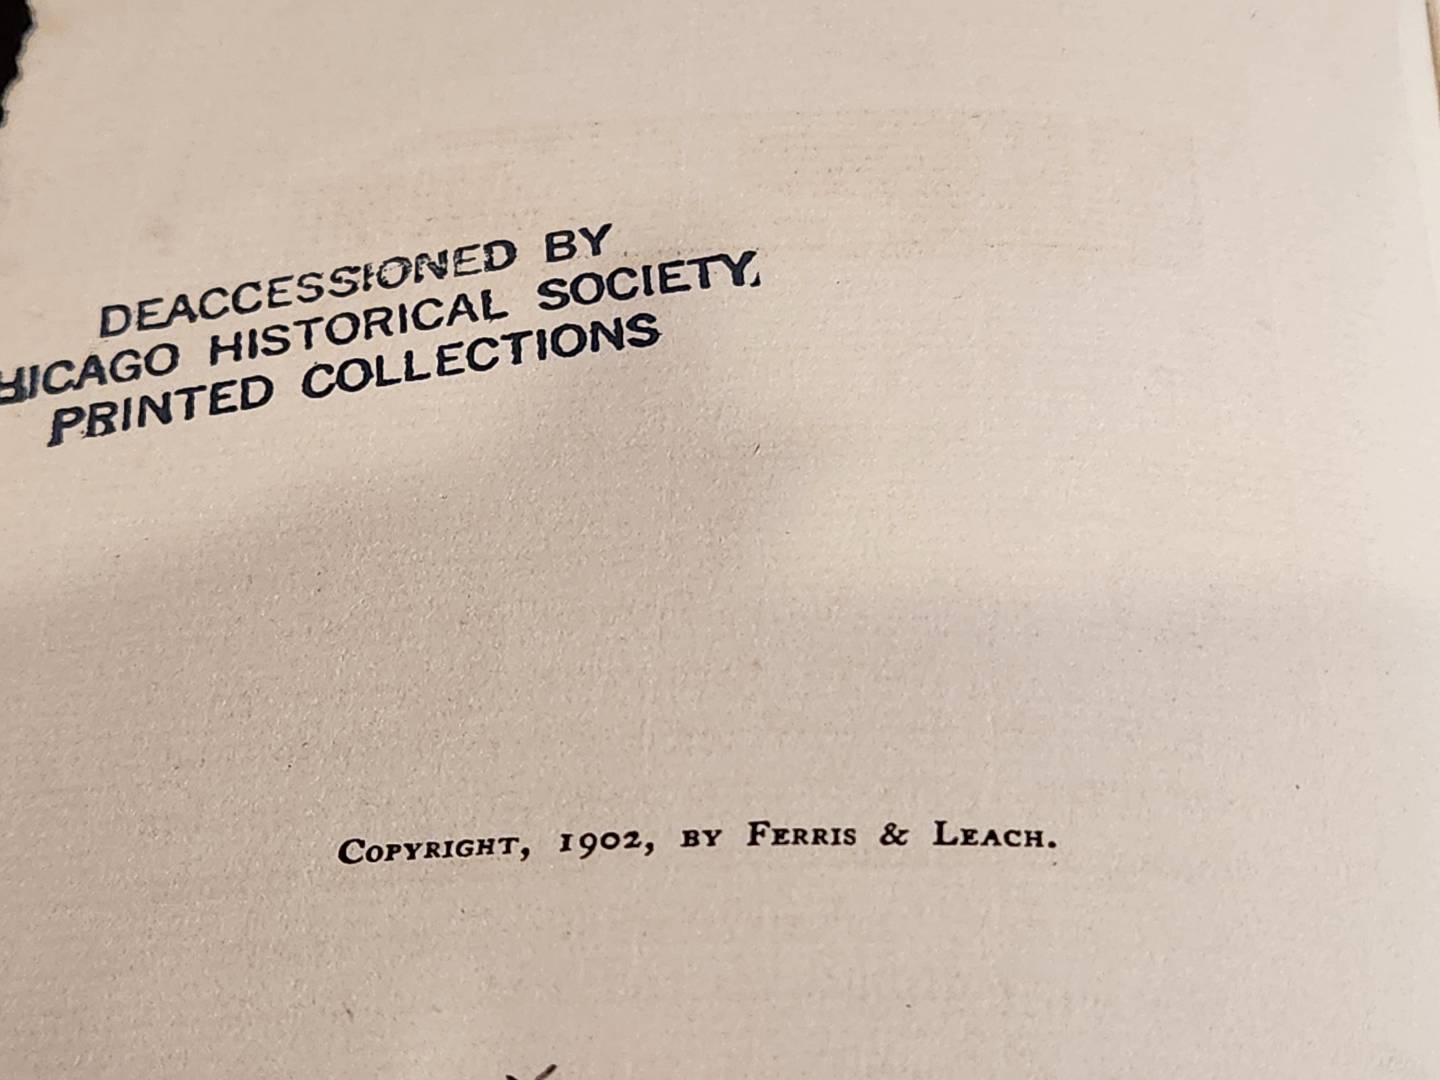 DEACCESSIONED BY
HICAGO HISTORICAL SOCIETY,
PRINTED COLLECTIONS
Copyright, 1902, by Ferris & Leach.